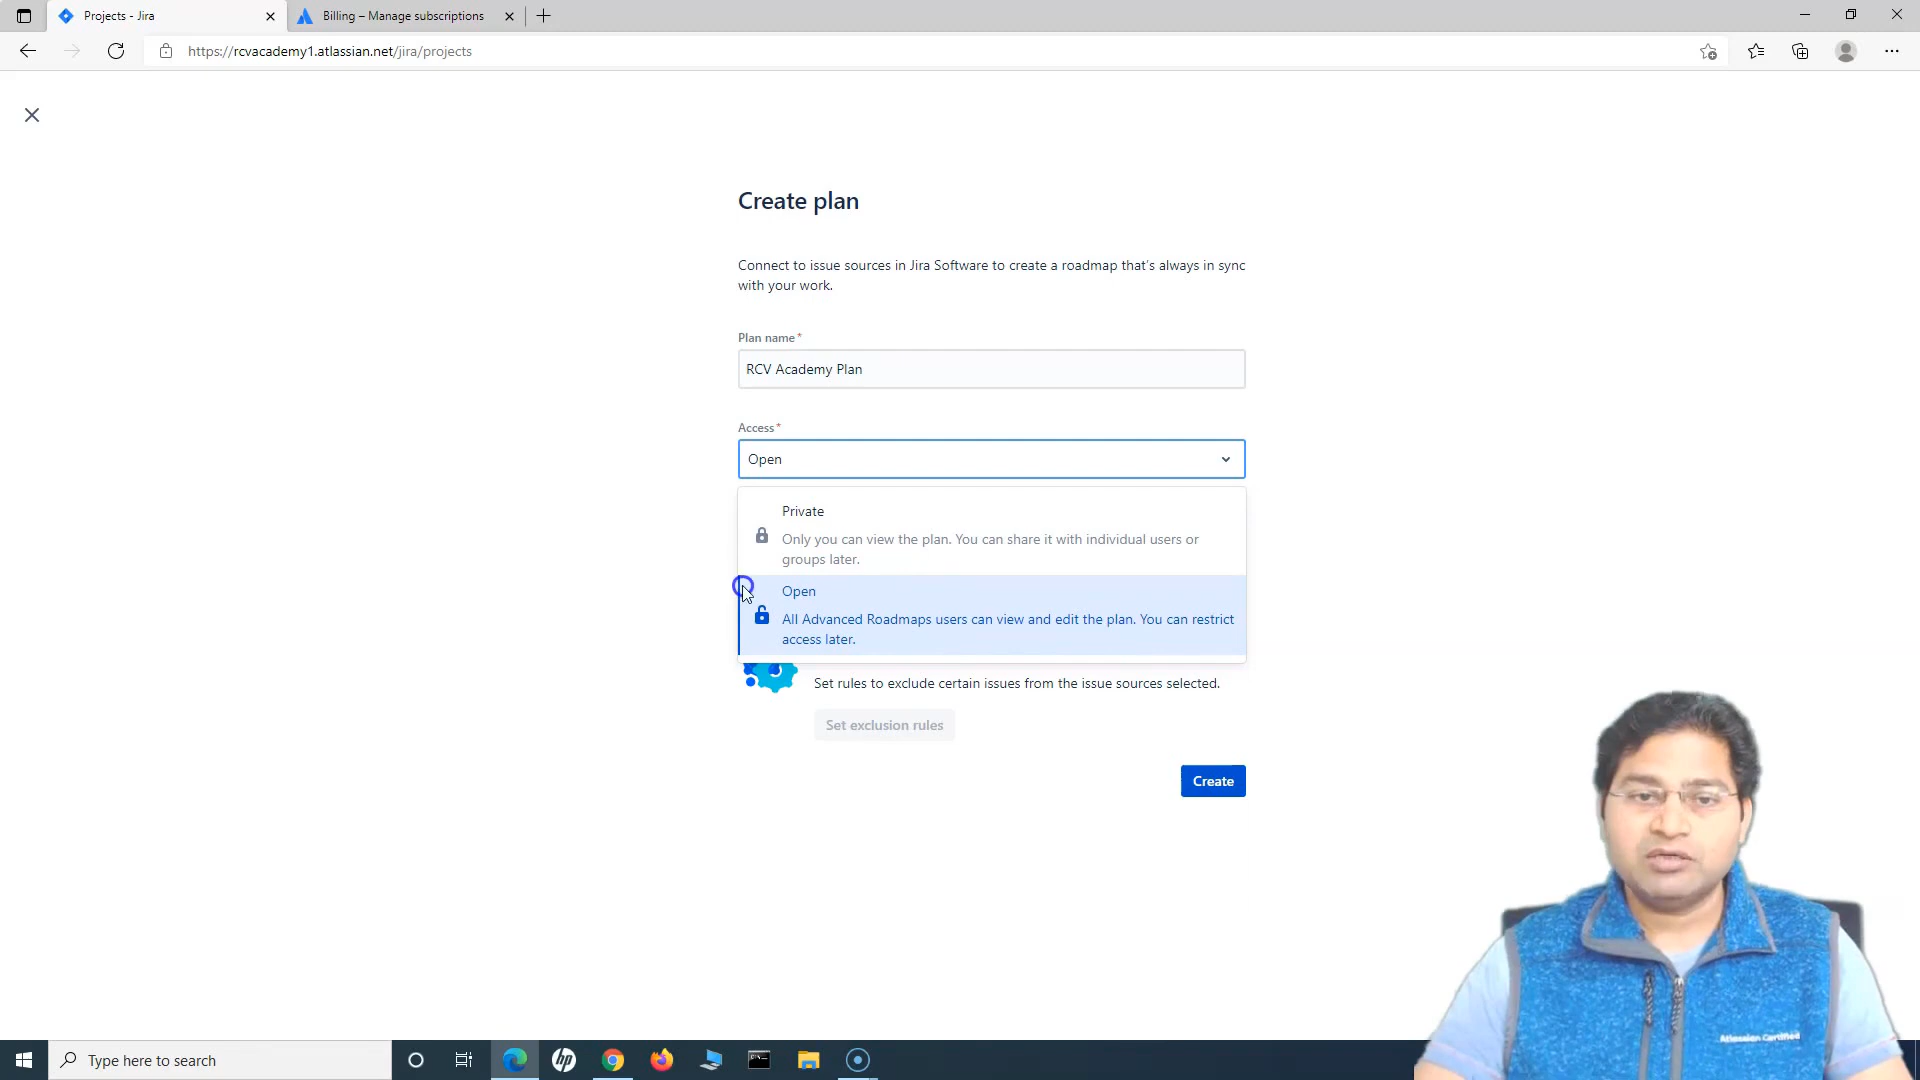 Projects - Jira
Billing – Manage subscriptions
https://rcvacademy1.atlassian.net/jira/projects
Create plan
Connect to issue sources in Jira Software to create a roadmap that's always in sync
with your work.
Plan name*
RCV Academy Plan
Access*
Open
Private
Only you can view the plan. You can share it with individual users or
groups later.
Open
All Advanced Roadmaps users can view and edit the plan. You can restrict
access later.
Set rules to exclude certain issues from the issue sources selected.
Set exclusion rules
Create
Atlassian Certified
Type here to search
hp